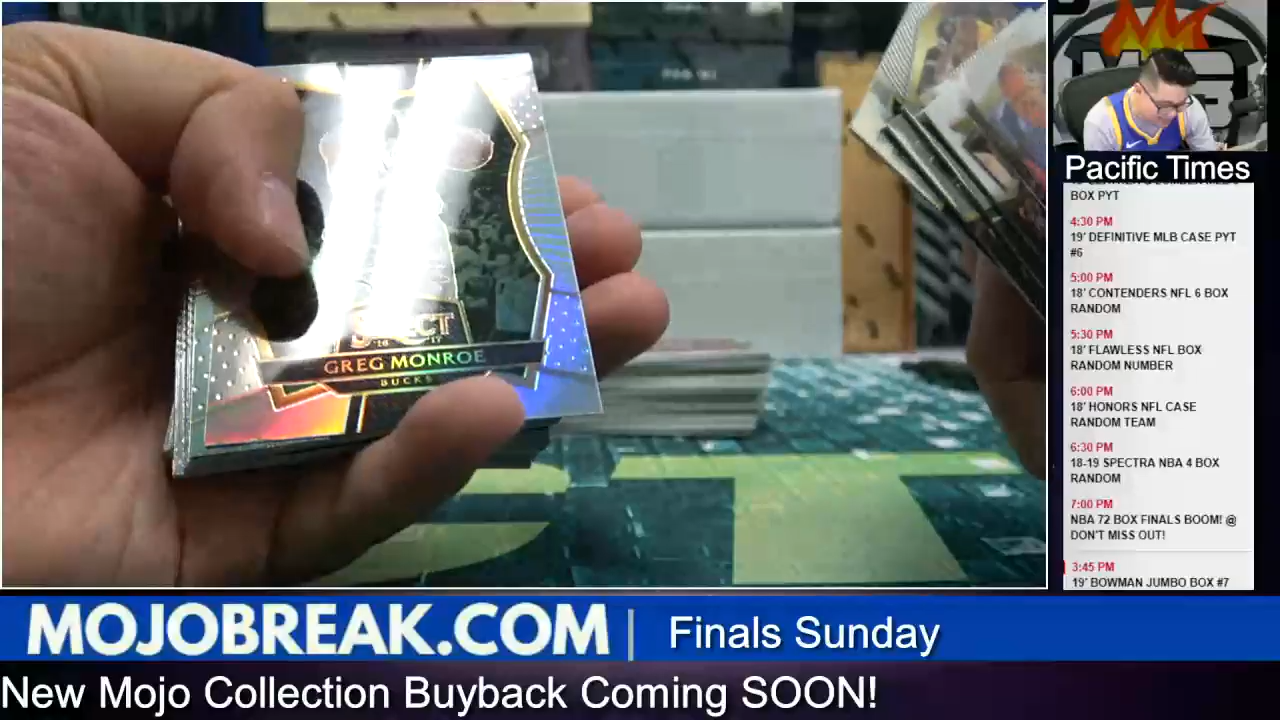 SELECT
16 17
GREG MONROE
BUCKS
Pacific Times
BOX PYT
4:30 PM
19' DEFINITIVE MLB CASE PYT
#6
5:00 PM
18' CONTENDERS NFL 6 BOX
RANDOM
5:30 PM
18' FLAWLESS NFL BOX
RANDOM NUMBER
6:00 PM
18' HONORS NFL CASE
RANDOM TEAM
6:30 PM
18-19 SPECTRA NBA 4 BOX
RANDOM
7:00 PM
NBA 72 BOX FINALS BOOM! @
DON'T MISS OUT!
3:45 PM
19' BOWMAN JUMBO BOX #7
MOJOBREAK.COM | Finals Sunday
New Mojo Collection Buyback Coming SOON!